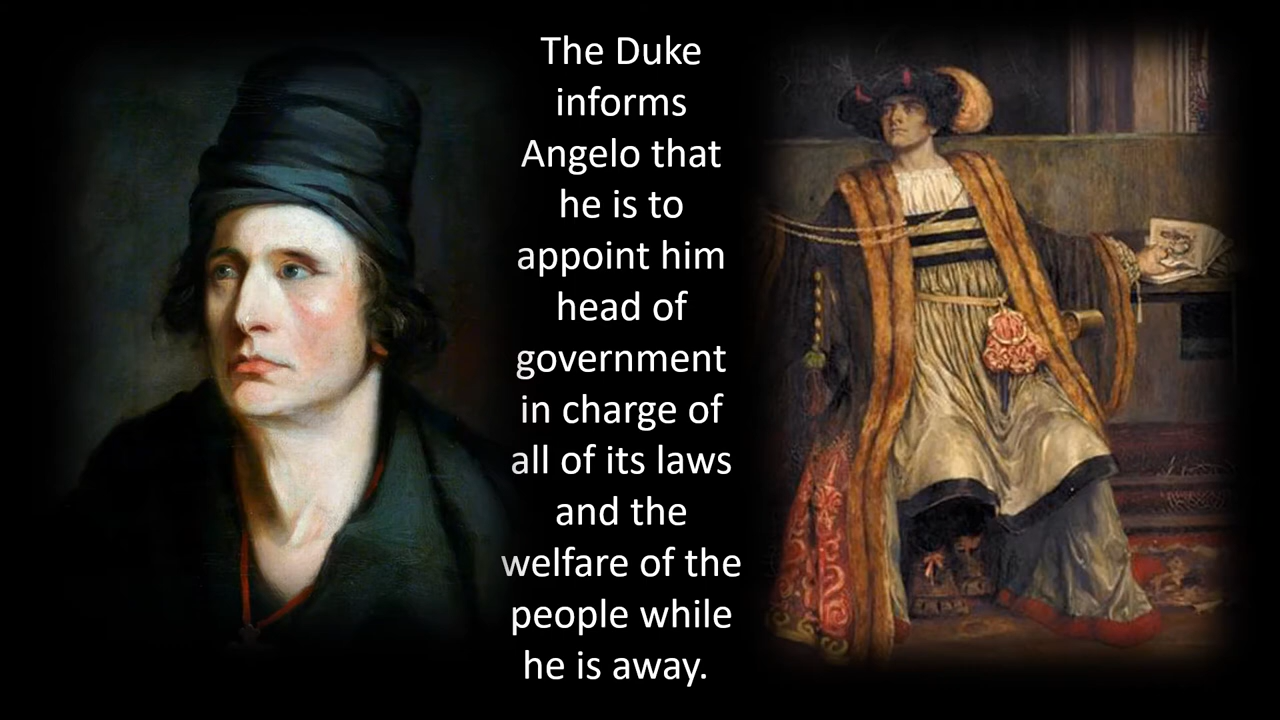 The Duke
informs
Angelo that
he is to
appoint him
head of
government
in charge of
all of its laws
and the
welfare of the
people while
he is away.